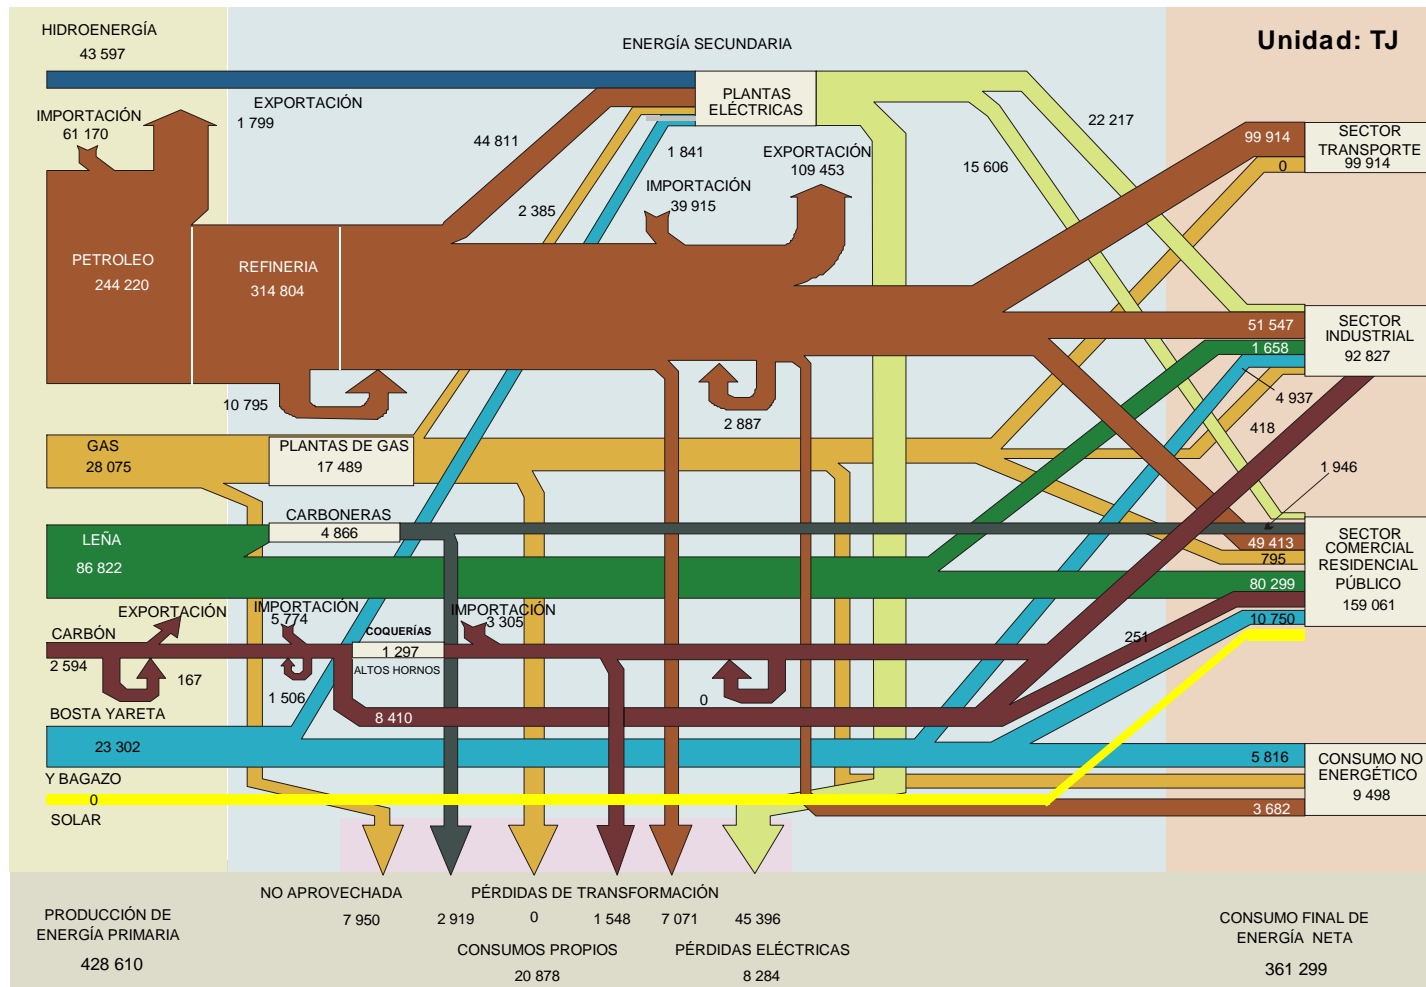 HIDROENERGÍA
43 597
ENERGÍA SECUNDARIA
Unidad: TJ
PLANTAS
ELÉCTRICAS
EXPORTACIÓN
1 799
IMPORTACIÓN
61 170
44 811
1 841
EXPORTACIÓN
109 453
22 217
99 914
SECTOR
TRANSPORTE
99 914
0
15 606
IMPORTACIÓN
39 915
2 385
PETROLEO
244 220
REFINERIA
314 804
51 547
SECTOR
INDUSTRIAL
92 827
1 658
4 937
10 795
2 887
418
GAS
28 075
PLANTAS DE GAS
17 489
1 946
CARBONERAS
4 866
LEÑA
86 822
49 413
795
80 299
SECTOR
COMERCIAL
RESIDENCIAL
PÚBLICO
159 061
10 750
EXPORTACIÓN
IMPORTACIÓN
5 774
IMPORTACIÓN
3 305
CARBÓN
2 594
167
COQUERÍAS
1 297
ALTOS HORNOS
1 506
251
0
8 410
BOSTA YARETA
23 302
Y BAGAZO
0
SOLAR
5 816
CONSUMO NO
ENERGÉTICO
9 498
3 682
NO APROVECHADA
PÉRDIDAS DE TRANSFORMACIÓN
7 950
2 919
0
1 548
7 071
45 396
PRODUCCIÓN DE
ENERGÍA PRIMARIA
428 610
CONSUMOS PROPIOS
20 878
PÉRDIDAS ELÉCTRICAS
8 284
CONSUMO FINAL DE
ENERGÍA NETA
361 299